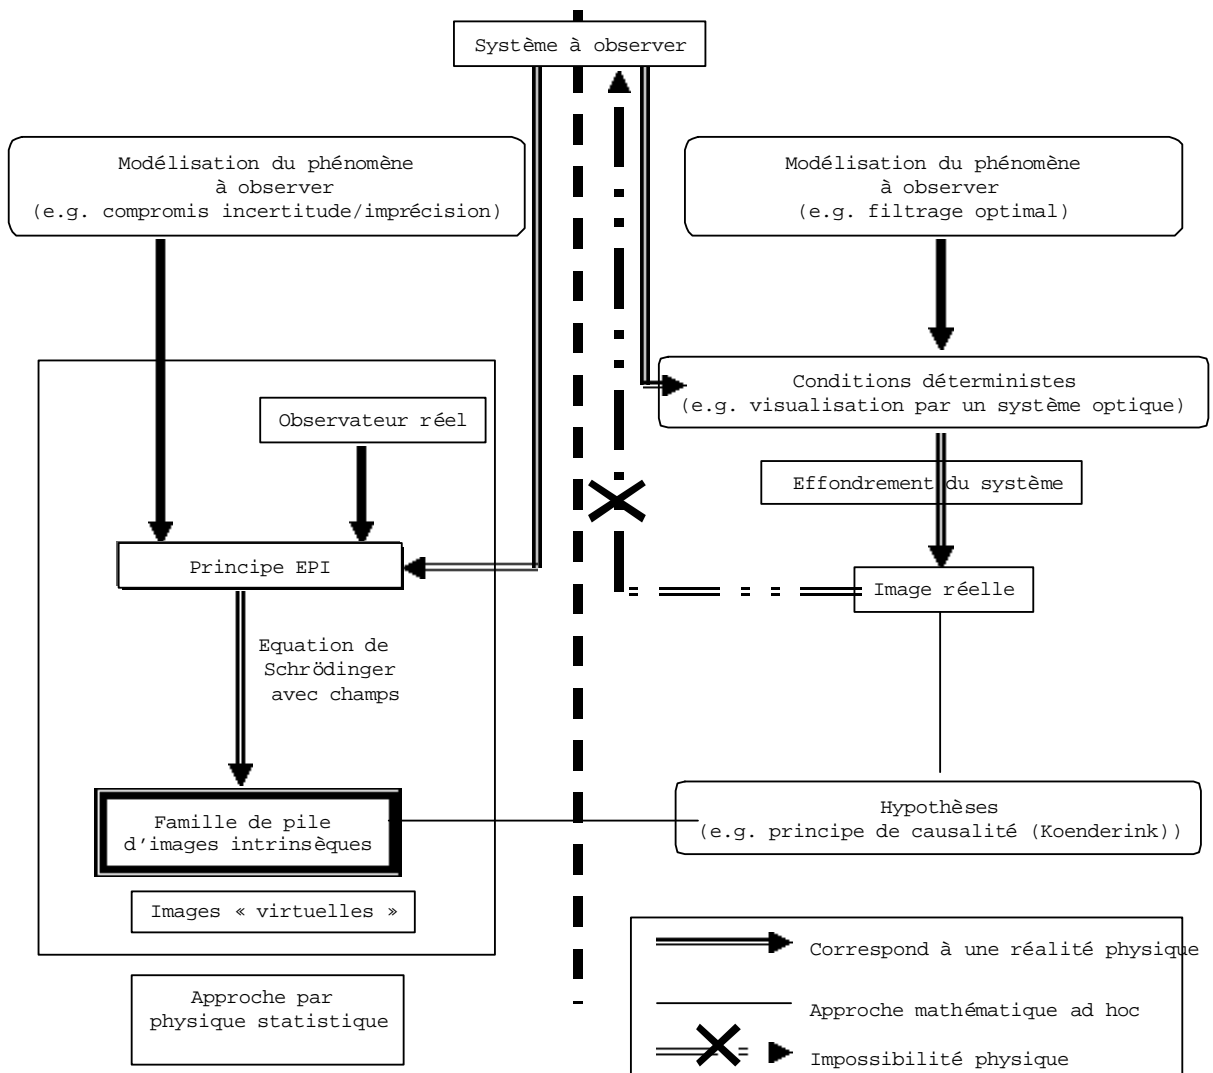 Système à observer
Modélisation du phénomène
à observer
(e.g. compromis incertitude/imprécision)
Modélisation du phénomène
à observer
(e.g. filtrage optimal)
Conditions déterministes
(e.g. visualisation par un système optique)
Observateur réel
Effondrement du système
Principe EPI
Image réelle
Equation de
Schrödinger
avec champs
Famille de pile
d'images intrinsèques
Hypothèses
(e.g. principe de causalité (Koenderink))
Images « virtuelles »
Approche par
physique statistique
Correspond à une réalité physique
Approche mathématique ad hoc
Impossibilité physique